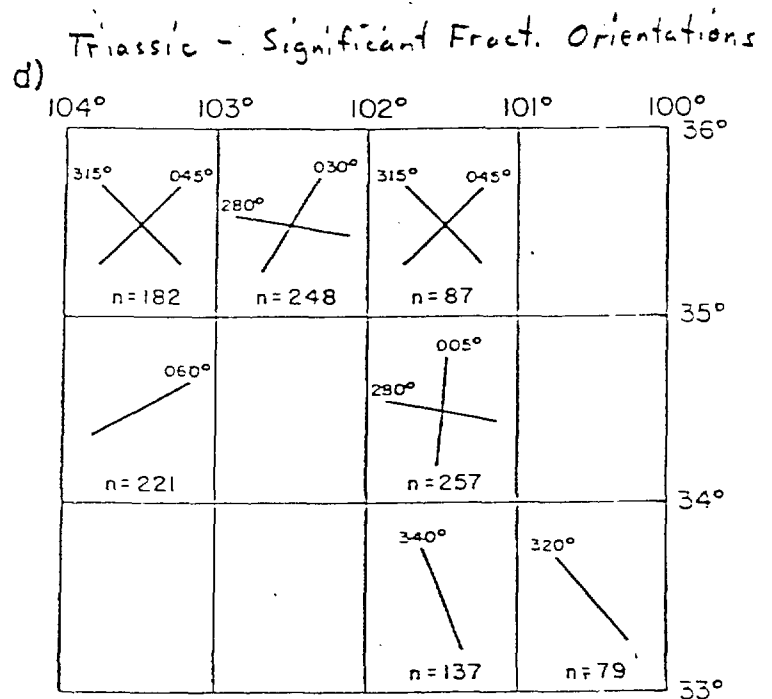 Triassic - Significant Fract. Orientations
d)
104° 103° 102° 101° 100°
36°
315° 045° 280° 030° 315° 045°
n=182 n=248 n=87
35°
060° 290° 005°
n=221 n=257
34°
340° 320°
n=137 n=79
33°